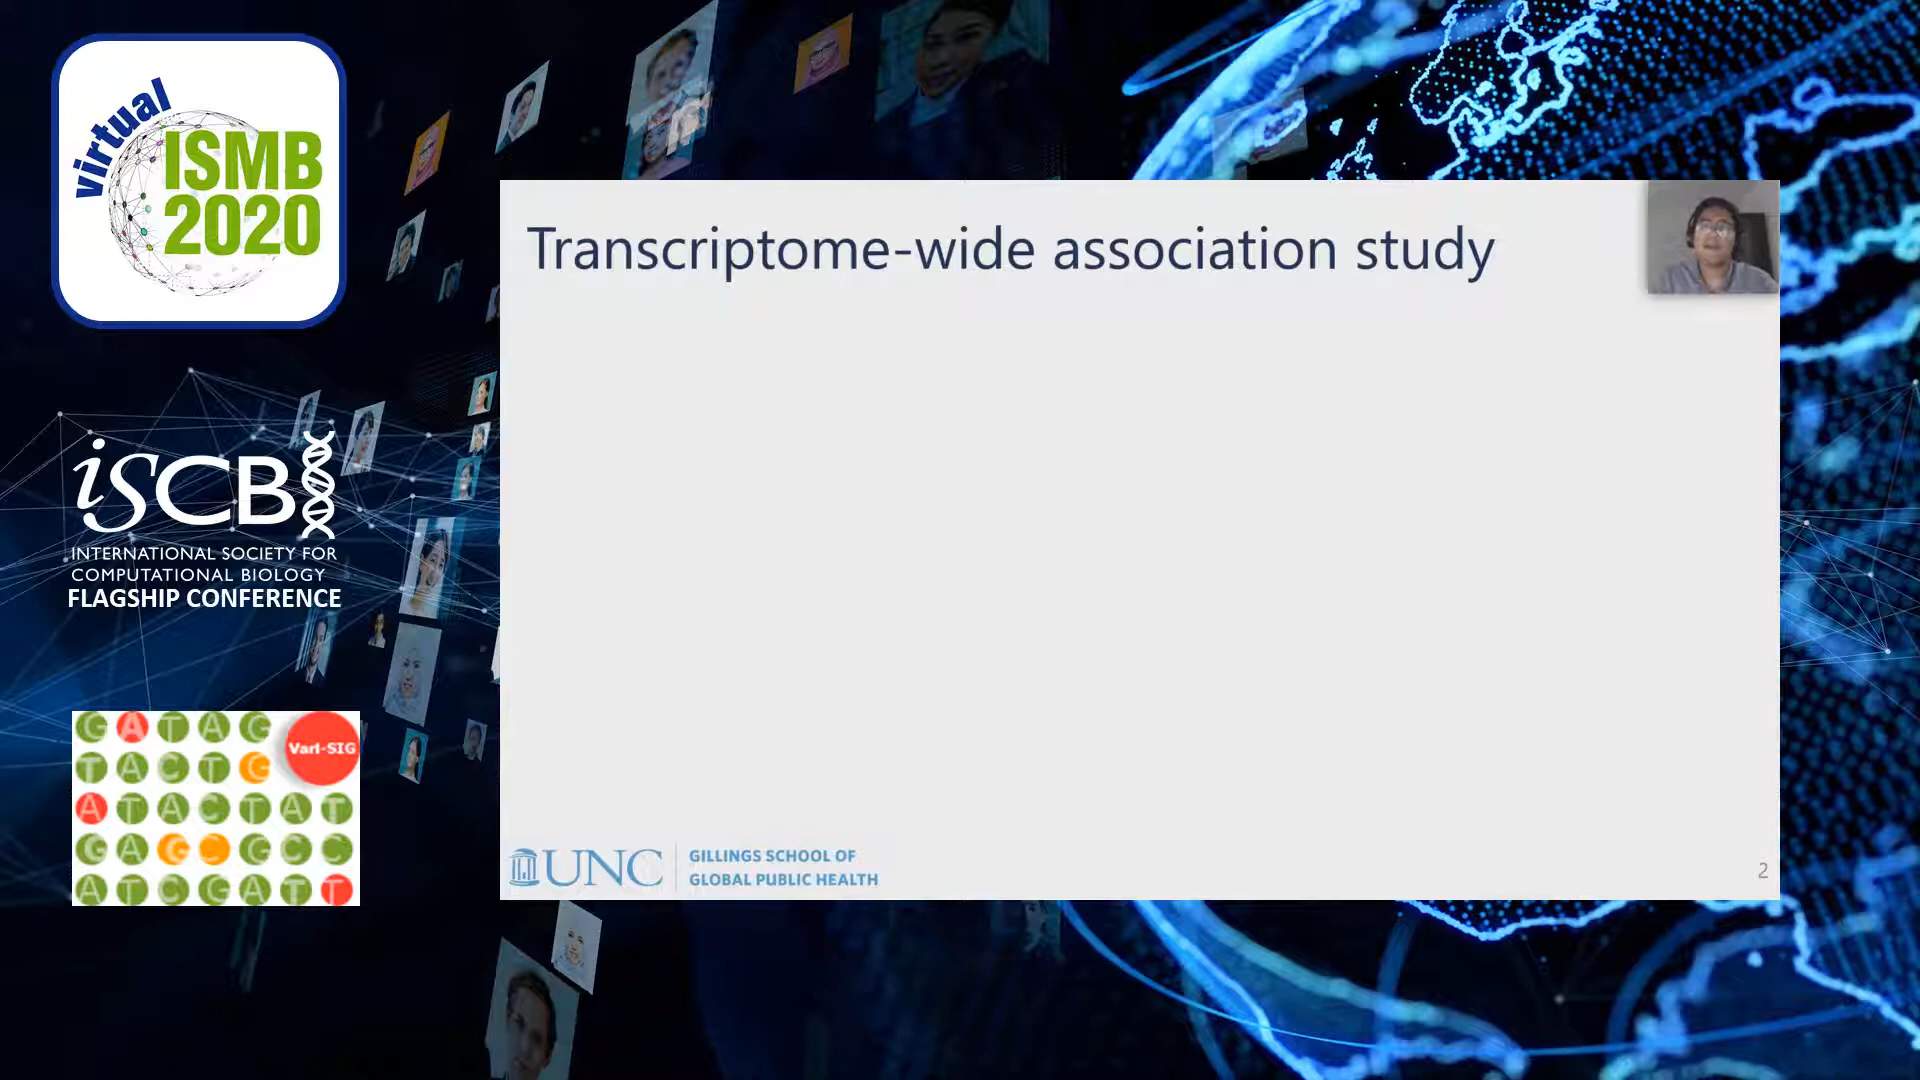 virtual
ISMB
2020
iSCB
INTERNATIONAL SOCIETY FOR
COMPUTATIONAL BIOLOGY
FLAGSHIP CONFERENCE
G A T A G
VarI-SIG
T A C T G
A T A C T A T
G A G C G C C
A T C G A T T
Transcriptome-wide association study
UNC
GILLINGS SCHOOL OF
GLOBAL PUBLIC HEALTH
2